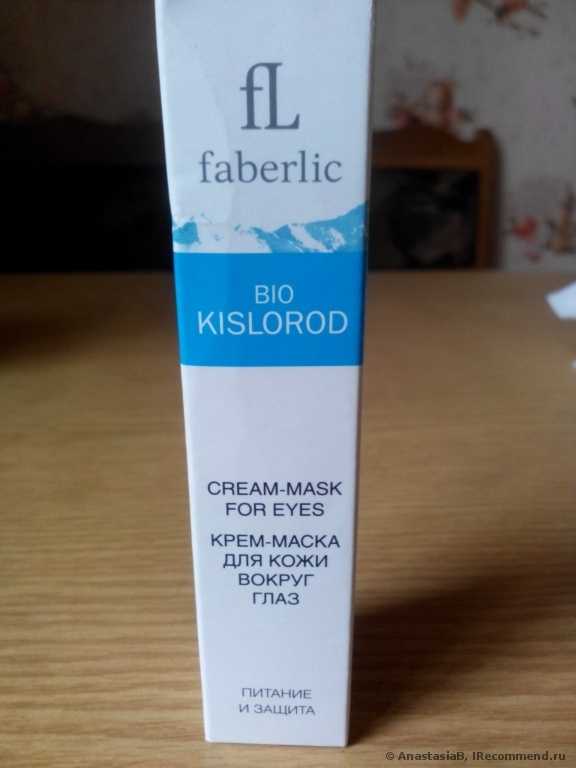 fL
faberlic
BIO
KISLOROD
CREAM-MASK
FOR EYES
КРЕМ-МАСКА
ДЛЯ КОЖИ
ВОКРУГ
ГЛАЗ
ПИТАНИЕ
И ЗАЩИТА
© AnastasiaB, IRecommend.ru